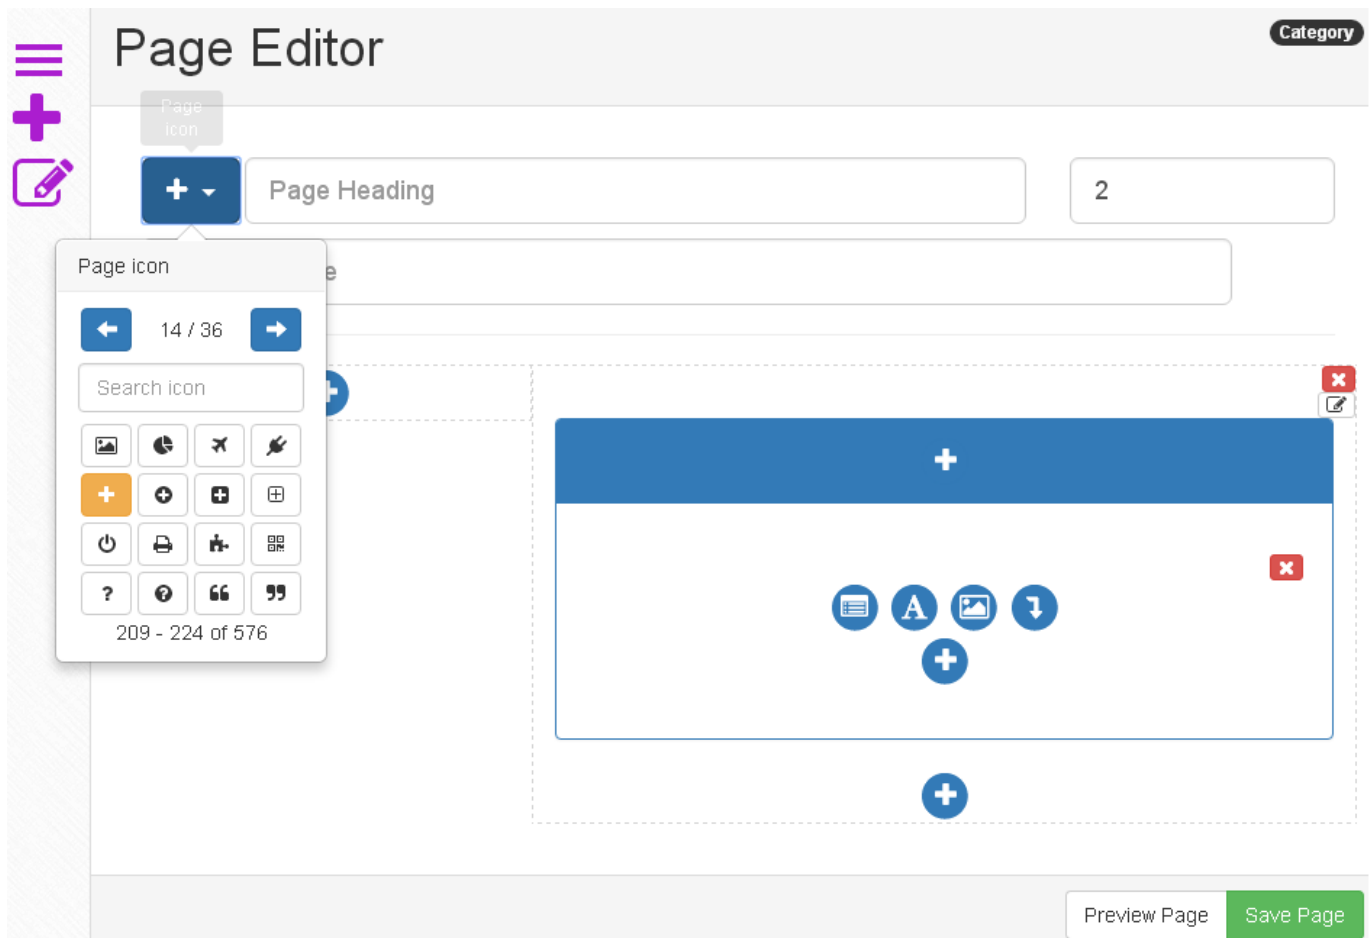 Page Editor
Category
Page
icon
Page Heading
2
Page icon
e
14 / 36
Search icon
209 - 224 of 576
Preview Page
Save Page